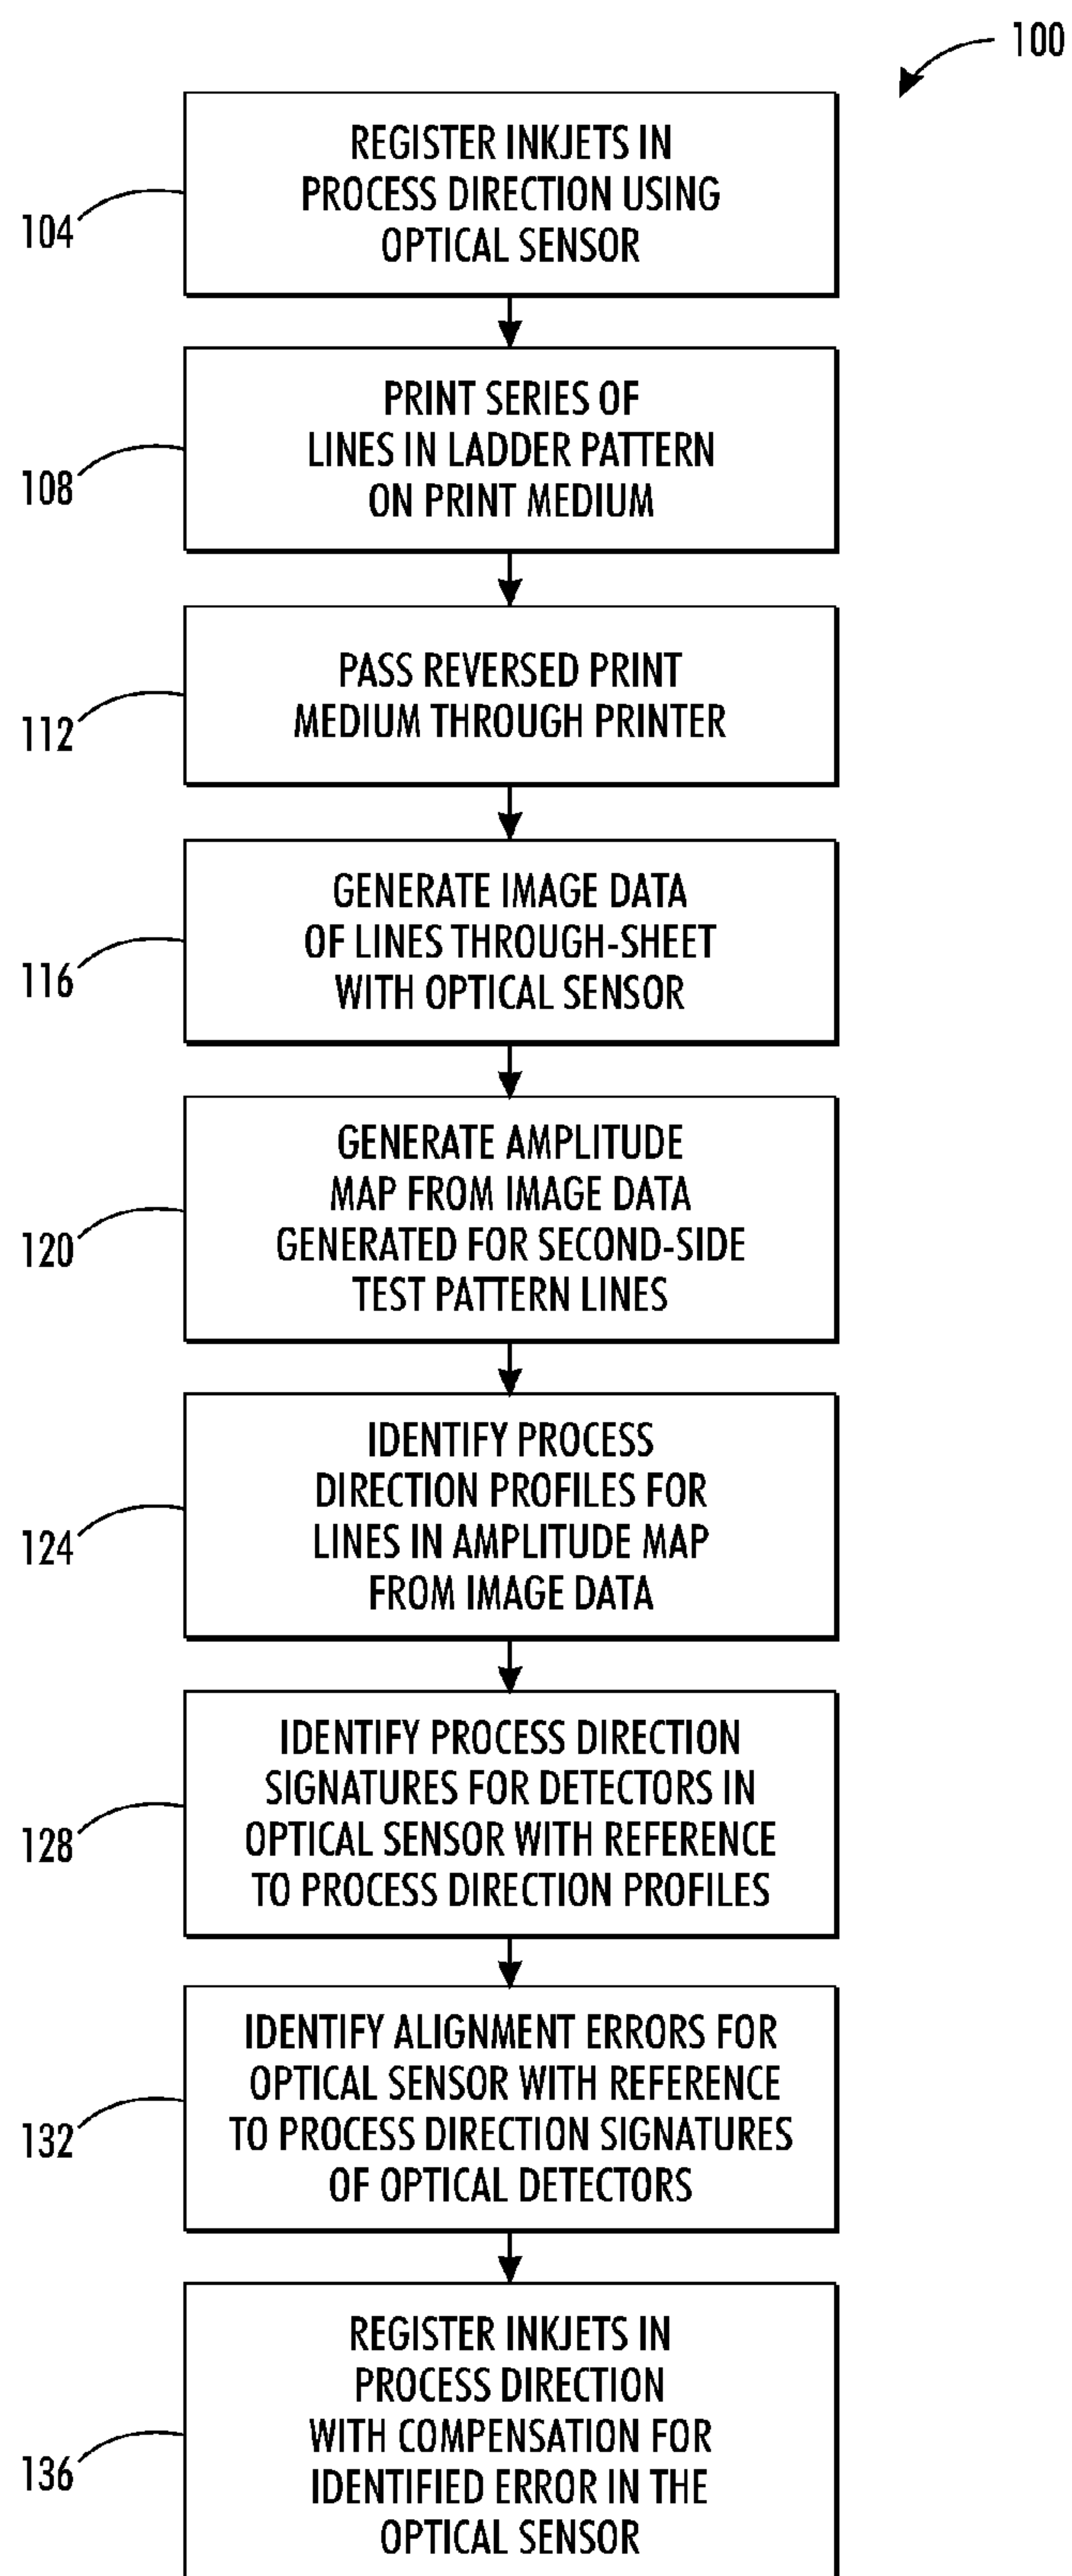 100
REGISTER INKJETS IN
PROCESS DIRECTION USING
OPTICAL SENSOR
104
PRINT SERIES OF
LINES IN LADDER PATTERN
ON PRINT MEDIUM
108
PASS REVERSED PRINT
MEDIUM THROUGH PRINTER
112
GENERATE IMAGE DATA
OF LINES THROUGH-SHEET
WITH OPTICAL SENSOR
116
GENERATE AMPLITUDE
MAP FROM IMAGE DATA
GENERATED FOR SECOND-SIDE
TEST PATTERN LINES
120
IDENTIFY PROCESS
DIRECTION PROFILES FOR
LINES IN AMPLITUDE MAP
FROM IMAGE DATA
124
IDENTIFY PROCESS DIRECTION
SIGNATURES FOR DETECTORS IN
OPTICAL SENSOR WITH REFERENCE
TO PROCESS DIRECTION PROFILES
128
IDENTIFY ALIGNMENT ERRORS FOR
OPTICAL SENSOR WITH REFERENCE
TO PROCESS DIRECTION SIGNATURES
OF OPTICAL DETECTORS
132
REGISTER INKJETS IN
PROCESS DIRECTION
WITH COMPENSATION FOR
IDENTIFIED ERROR IN THE
OPTICAL SENSOR
136